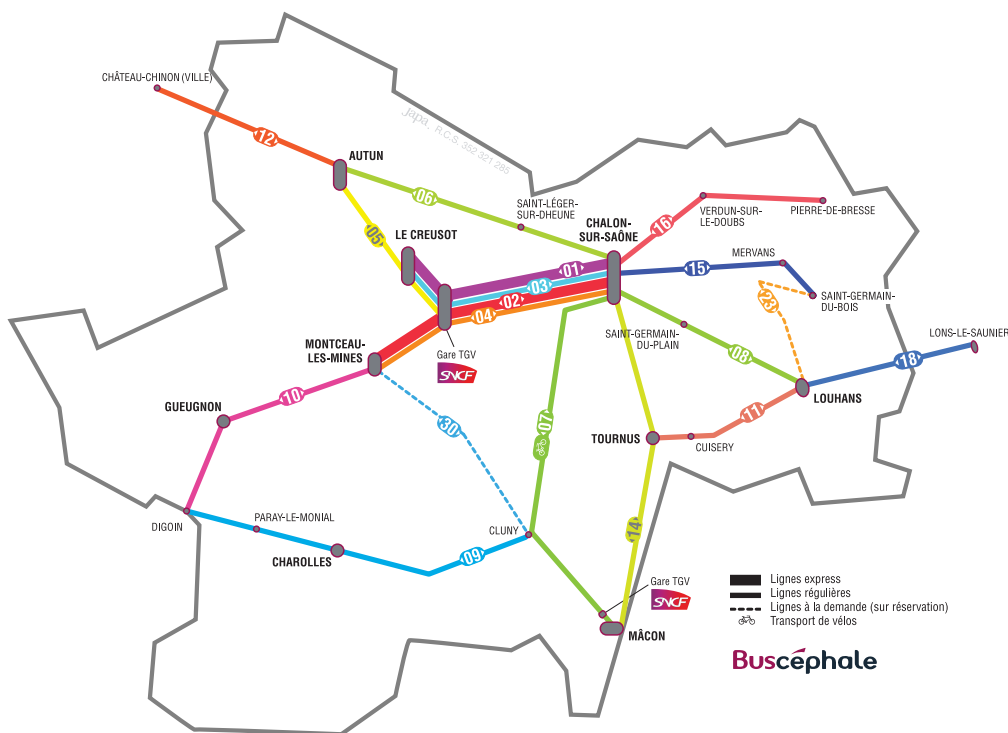 CHÂTEAU-CHINON (VILLE)
japa. R.C.S. 352 321 285
12
AUTUN
06
SAINT-LÉGER-
SUR-DHEUNE
VERDUN-SUR-
LE-DOUBS
PIERRE-DE-BRESSE
LE CREUSOT
05
CHALON-
SUR-SAÔNE
16
MERVANS
01
03
02
04
15
SAINT-GERMAIN-
DU-BOIS
23
SAINT-GERMAIN-
DU-PLAIN
08
LONS-LE-SAUNIER
18
MONTCEAU-
LES-MINES
Gare TGV
SNCF
LOUHANS
10
GUEUGNON
30
07
11
TOURNUS
CUISERY
DIGOIN
PARAY-LE-MONIAL
CHAROLLES
09
CLUNY
14
Gare TGV
SNCF
MÂCON
Lignes express
Lignes régulières
Lignes à la demande (sur réservation)
Transport de vélos
Buscéphale